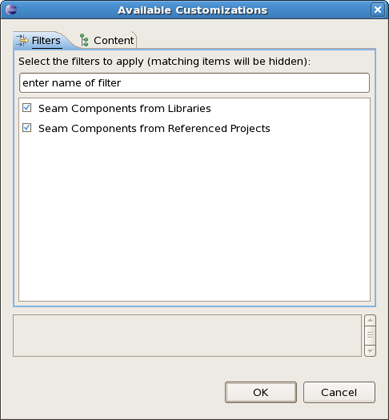 Available Customizations
Filters
Content
Select the filters to apply (matching items will be hidden):
enter name of filter
Seam Components from Libraries
Seam Components from Referenced Projects
OK
Cancel